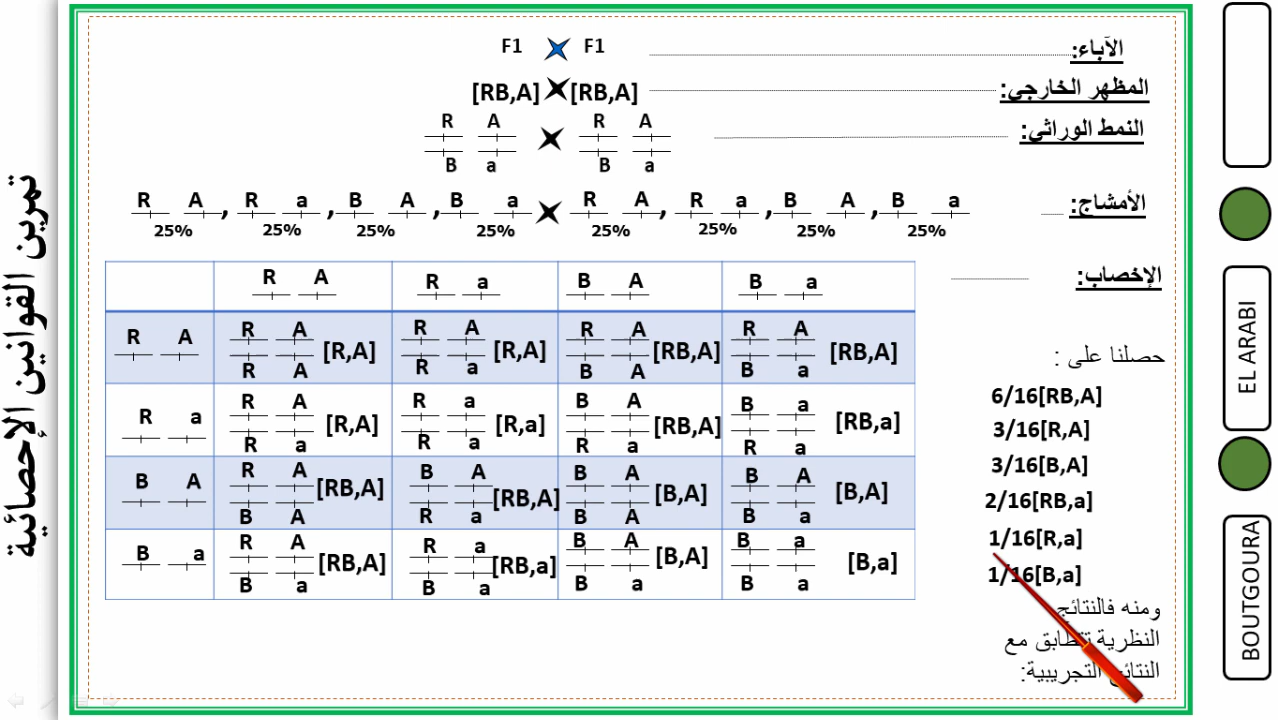 تمرين القوانين الإحصائية
الآباء:
F1 F1
المظهر الخارجي:
[RB,A] [RB,A]
النمط الوراثي:
R A R A
B a B a
الأمشاج:
R A , R a , B A , B a R A , R a , B A , B a
25% 25% 25% 25% 25% 25% 25% 25%
الإخصاب:
R A R a B A B a
R A R A R A R A R A
R A [R,A] R a [R,A] B A [RB,A] B a [RB,A]
R a R A R a B A B a
R a [R,A] R a [R,a] R a [RB,A] R a [RB,a]
B A R A B A B A B A
B A [RB,A] R a [RB,A] B A [B,A] B a [B,A]
B a R A R a B A B a
B a [RB,A] B a [RB,a] B a [B,A] B a [B,a]
حصلنا على :
6/16[RB,A]
3/16[R,A]
3/16[B,A]
2/16[RB,a]
1/16[R,a]
1/16[B,a]
ومنه فالنتائج
النظرية تتطابق مع
النتائج التجريبية:
EL ARABI
BOUTGOURA